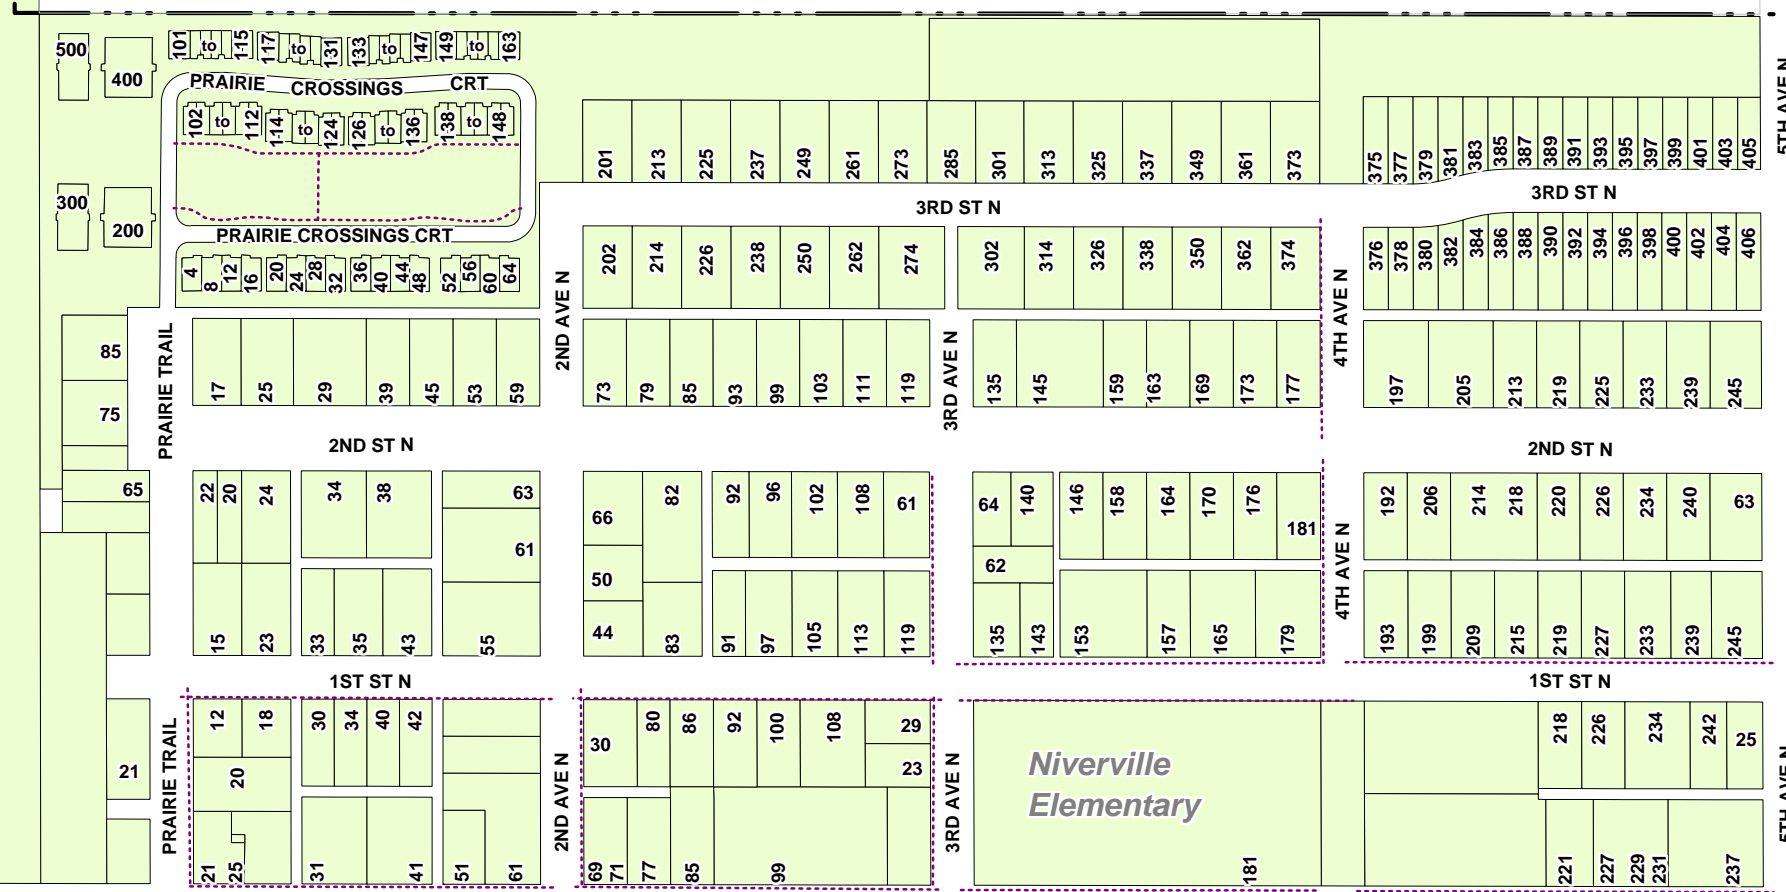 500
400
101 to 115 117 to 131 133 to 147 149 to 163
PRAIRIE CROSSINGS CRT
102 to 112 114 to 124 126 to 136 138 to 148
300
200
PRAIRIE CROSSINGS CRT
4 8 12 16 20 24 28 32 36 40 44 48 52 56 60 64
201 213 225 237 249 261 273 285 301 313 325 337 349 361 373
375 377 379 381 383 385 387 389 391 393 395 397 399 401 403 405
5TH AVE N
3RD ST N
3RD ST N
202 214 226 238 250 262 274
302 314 326 338 350 362 374
376 378 380 382 384 386 388 390 392 394 396 398 400 402 404 406
2ND AVE N
4TH AVE N
85
75
PRAIRIE TRAIL
17 25 29 39 45 53 59
73 79 85 93 99 103 111 119
3RD AVE N
135 145 159 163 169 173 177
197 205 213 219 225 233 239 245
2ND ST N
2ND ST N
65
22 20 24
34 38
63
61
66
50
44
82
92 96 102 108 61
64 140
62
146 158 164 170 176 181
4TH AVE N
192 206 214 218 220 226 234 240 63
15 23
33 35 43
55
83
91 97 105 113 119
135 143
153 157 165 179
193 199 209 215 219 227 233 239 245
1ST ST N
1ST ST N
21
PRAIRIE TRAIL
12 18
20
21 25
30 34 40 42
31 41
51 61
2ND AVE N
30
80 86 92 100 108
29
23
69 71 77 85 99
3RD AVE N
Niverville
Elementary
181
218 226 234 242 25
221 227 229 231 237
5TH AVE N